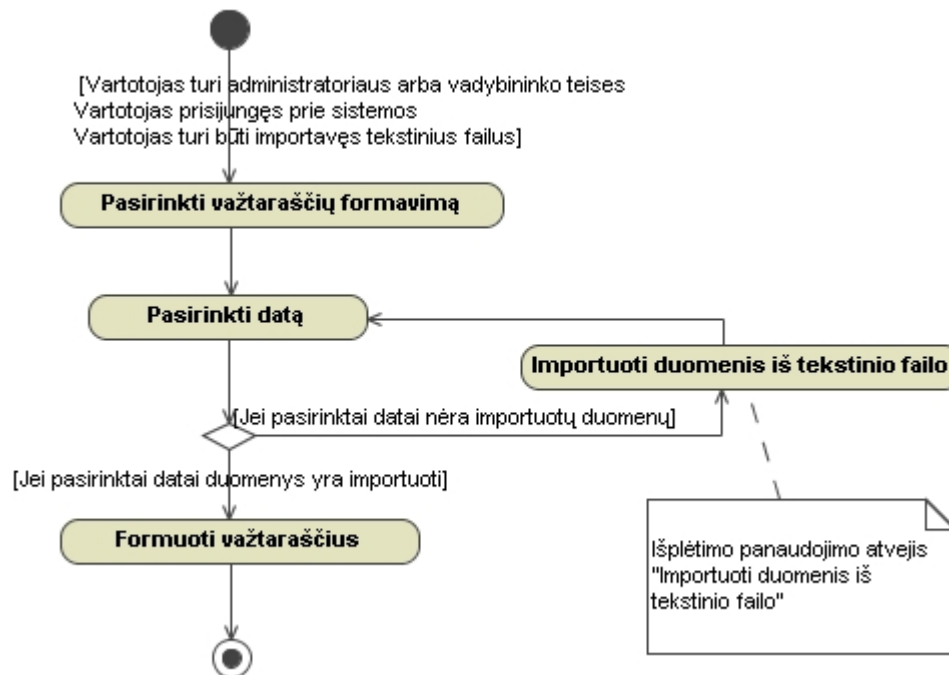 [Vartotojas turi administratoriaus arba vadybininko teises
Vartotojas prisijungęs prie sistemos
Vartotojas turi būti importavęs tekstinius failus]
Pasirinkti važtaraščių formavimą
Pasirinkti datą
Importuoti duomenis iš tekstinio failo
[Jei pasirinktai datai nėra importuotų duomenų]
[Jei pasirinktai datai duomenys yra importuoti]
Formuoti važtaraščius
Išplėtimo panaudojimo atvejis
"Importuoti duomenis iš
tekstinio failo"